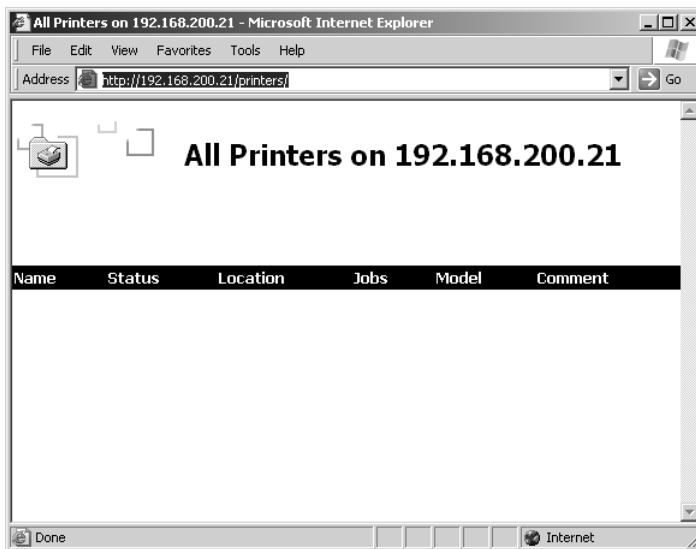 All Printers on 192.168.200.21 - Microsoft Internet Explorer
File Edit View Favorites Tools Help
Address http://192.168.200.21/printers/ Go
All Printers on 192.168.200.21
Name Status Location Jobs Model Comment
Done Internet